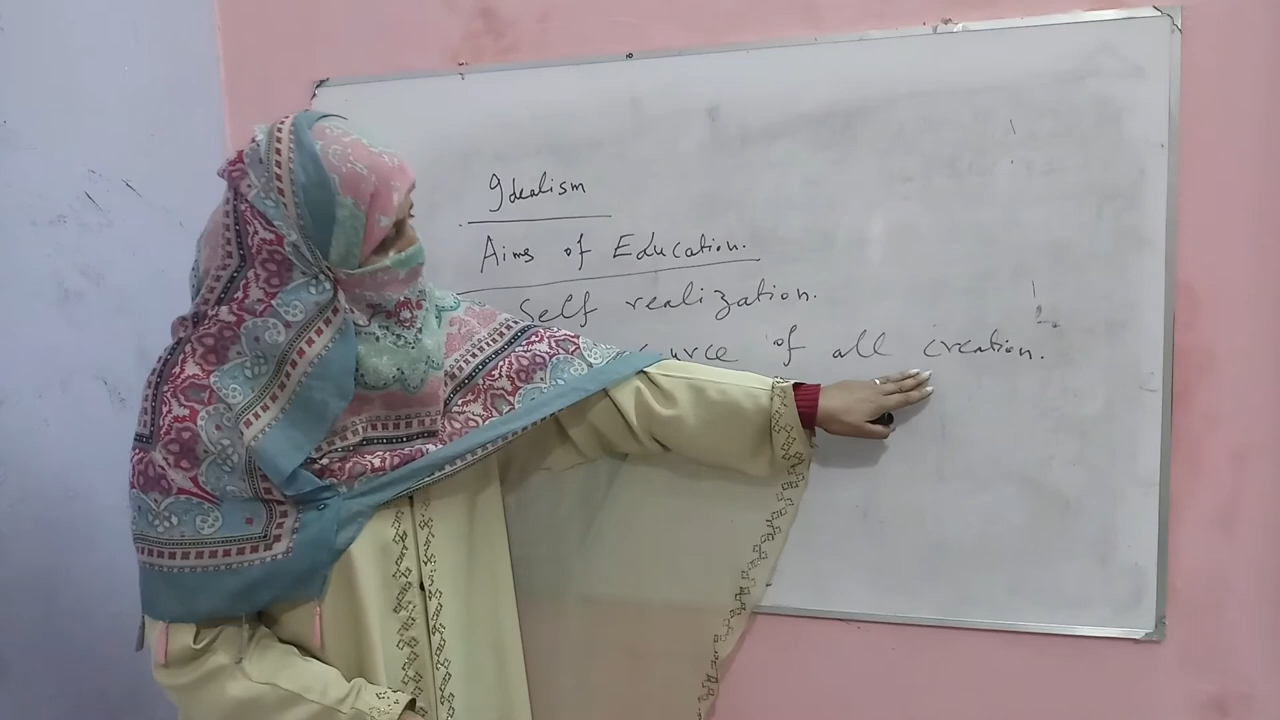 Idealism
Aims of Education.
Self realization.
of all creation.